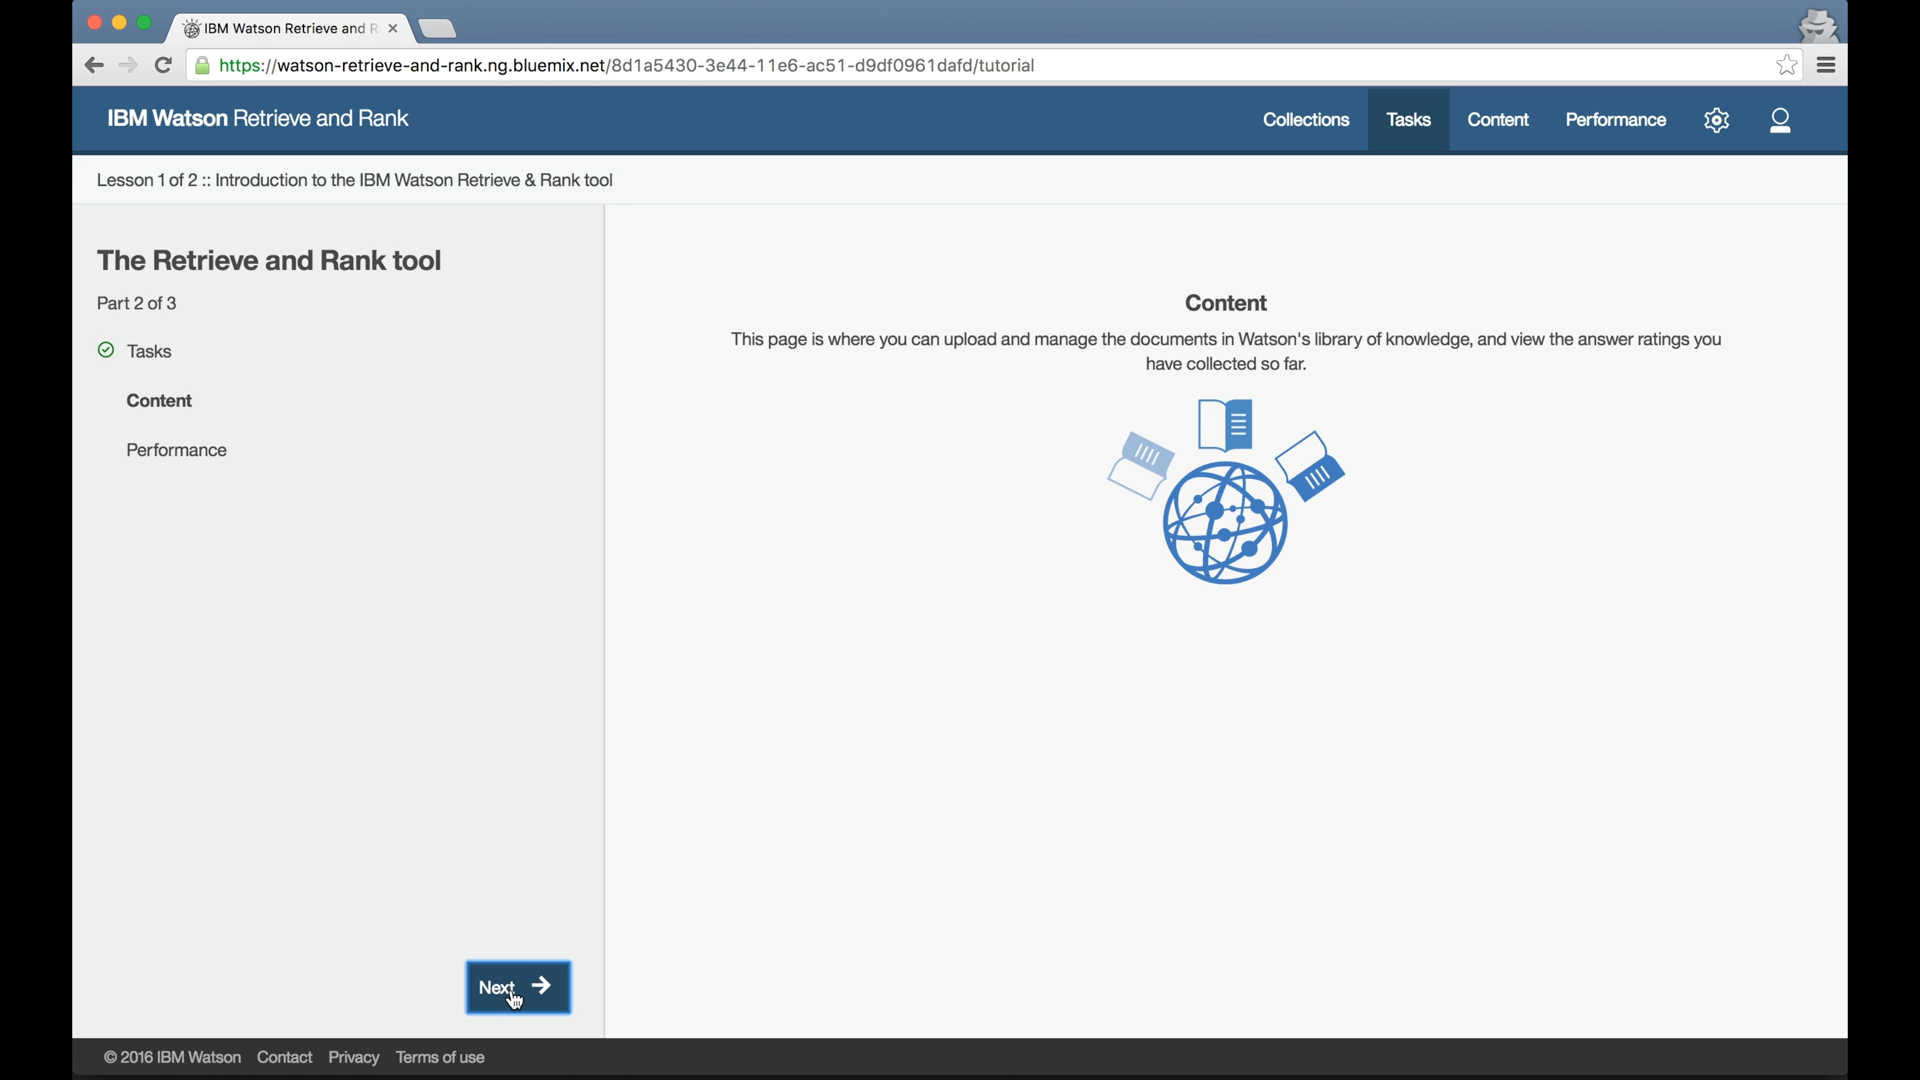 IBM Watson Retrieve and R
https://watson-retrieve-and-rank.ng.bluemix.net/8d1a5430-3e44-11e6-ac51-d9df0961dafd/tutorial
IBM Watson Retrieve and Rank
Collections
Tasks
Content
Performance
Lesson 1 of 2 :: Introduction to the IBM Watson Retrieve & Rank tool
The Retrieve and Rank tool
Part 2 of 3
Tasks
Content
Performance
Next
Content
This page is where you can upload and manage the documents in Watson's library of knowledge, and view the answer ratings you
have collected so far.
© 2016 IBM Watson
Contact
Privacy
Terms of use